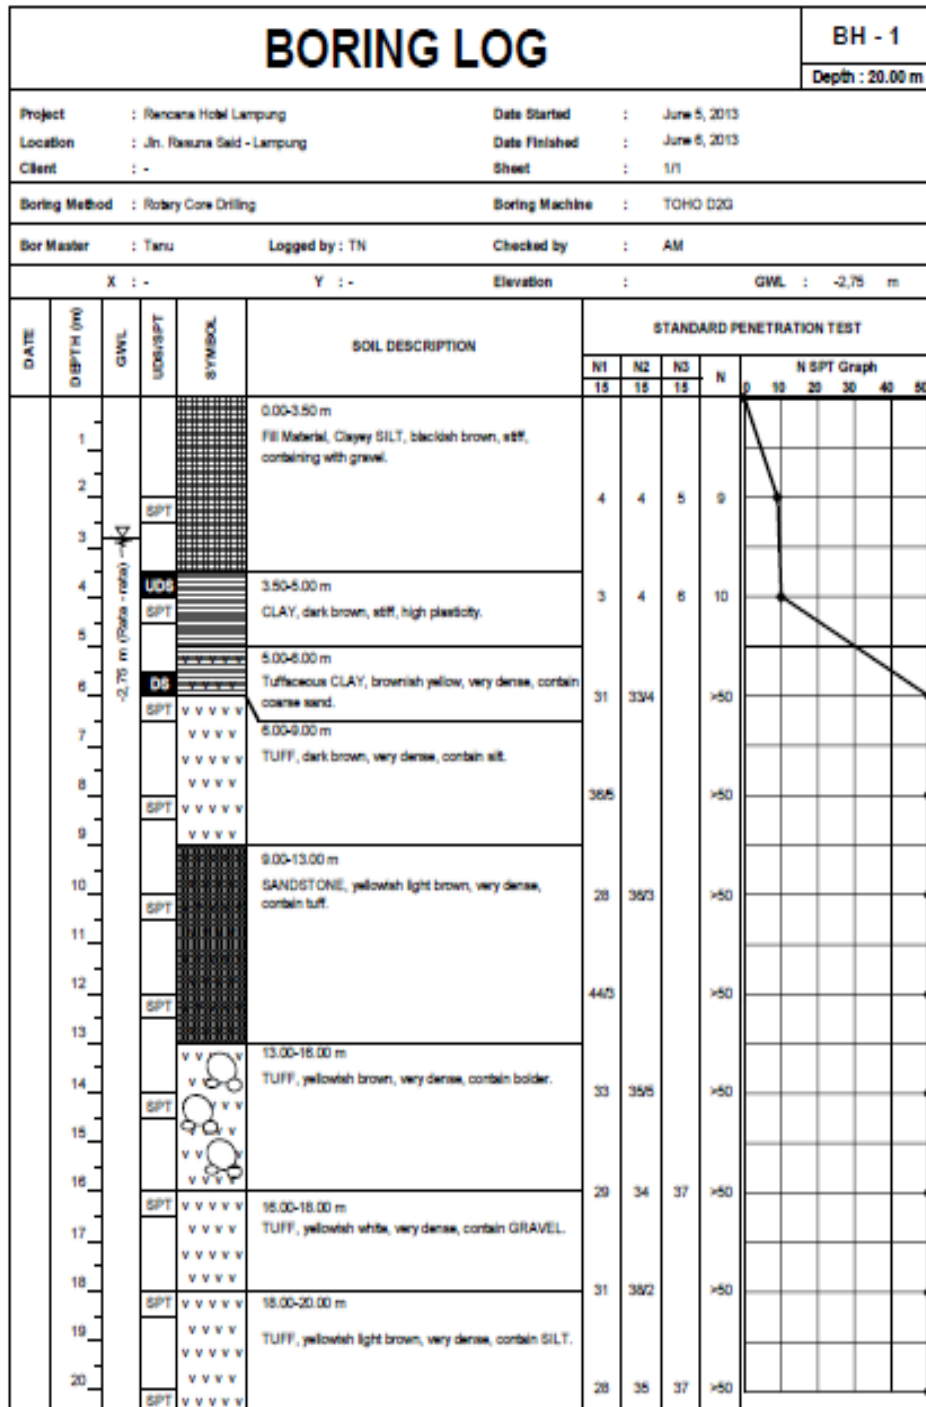 BORING LOG
BH - 1
Depth : 20.00 m
Project : Rencana Hotel Lampung Date Started : June 5, 2013
Location : Jln. Rasuna Said - Lampung Date Finished : June 6, 2013
Client : - Sheet : 1/1
Boring Method : Rotary Core Drilling Boring Machine : TOHO D2G
Bor Master : Tanu Logged by : TN Checked by : AM
X : - Y : - Elevation : GWL : -2,75 m
DATE DEPTH (m) GWL UDS/SPT SYMBOL SOIL DESCRIPTION STANDARD PENETRATION TEST
N1 N2 N3 N N SPT Graph
15 15 15 0 10 20 30 40 50
0.00-3.50 m
1 Fill Material, Clayey SILT, blackish brown, stiff,
containing with gravel.
2 4 4 5 9
SPT
3
-2,75 m (Rata - rata)
4 UDS 3.50-5.00 m 3 4 6 10
SPT CLAY, dark brown, stiff, high plasticity.
5
5.00-6.00 m
6 DS Tuffaceous CLAY, brownish yellow, very dense, contain
coarse sand. 31 33/4 >50
SPT
7 6.00-9.00 m
TUFF, dark brown, very dense, contain silt.
8 36/5 >50
SPT
9
9.00-13.00 m
10 SANDSTONE, yellowish light brown, very dense,
contain tuff. 28 36/3 >50
SPT
11
12 44/3 >50
SPT
13
13.00-16.00 m
14 TUFF, yellowish brown, very dense, contain bolder. 33 35/5 >50
SPT
15
16 29 34 37 >50
SPT 16.00-18.00 m
17 TUFF, yellowish white, very dense, contain GRAVEL.
18 31 38/2 >50
SPT 18.00-20.00 m
19 TUFF, yellowish light brown, very dense, contain SILT.
20 28 35 37 >50
SPT